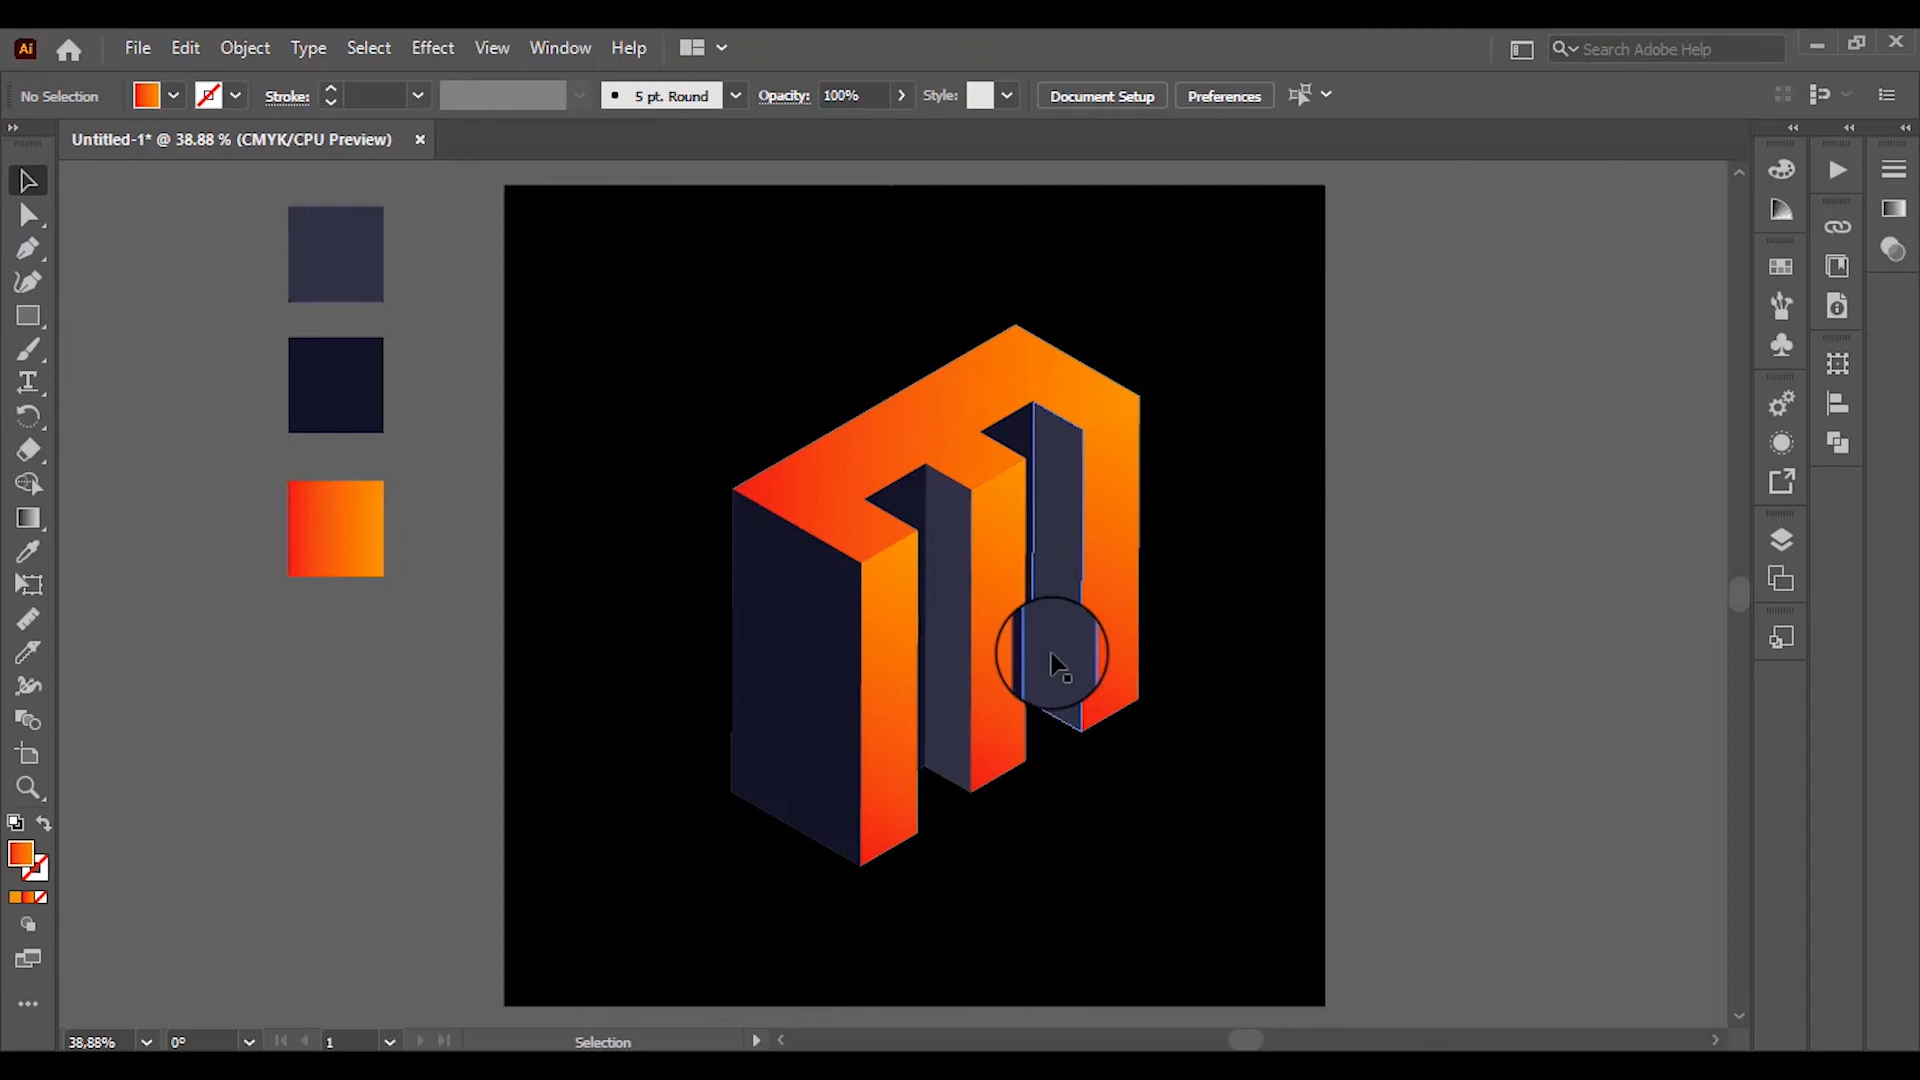 Ai File Edit Object Type Select Effect View Window Help Search Adobe Help
No Selection Stroke: 5 pt. Round Opacity: 100% Style: Document Setup Preferences
Untitled-1* @ 38.88 % (CMYK/CPU Preview)
38,88% 0° 1 Selection